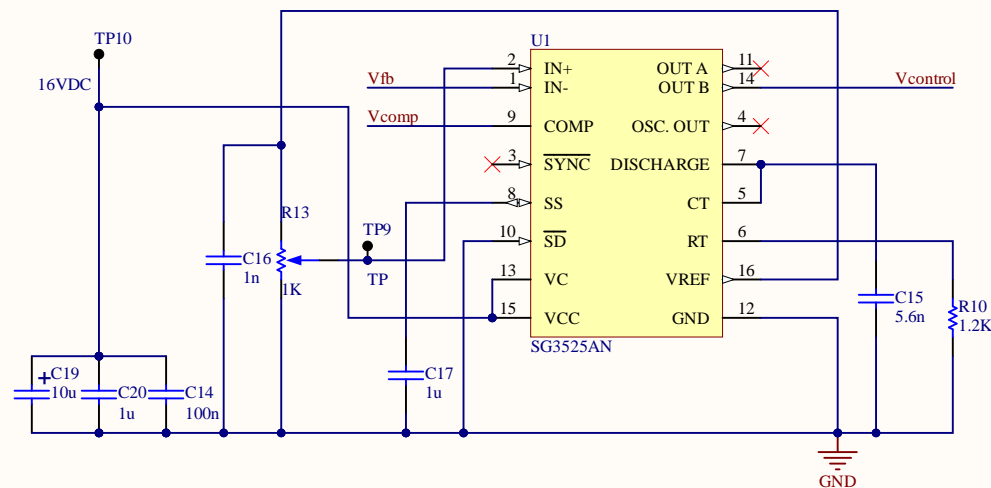 TP10
16VDC
U1
2 IN+ OUT A 11
Vfb 1 IN- OUT B 14 Vcontrol
Vcomp 9 COMP OSC. OUT 4
3 SYNC DISCHARGE 7
8 SS CT 5
R13
TP9
10 SD RT 6
C16
1n
1K
TP
13 VC VREF 16
15 VCC GND 12
SG3525AN
C15
5.6n
R10
1.2K
C19
10u
C20
1u
C14
100n
C17
1u
GND